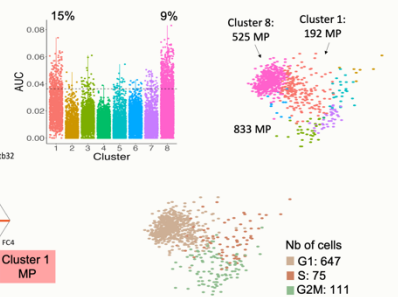 15%
9%
AUC
0.08
0.06
0.04
0.02
0.00
1 2 3 4 5 6 7 8
Cluster
Cluster 8:
525 MP
Cluster 1:
192 MP
833 MP
tb32
FC4
Cluster 1
MP
Nb of cells
G1: 647
S: 75
G2M: 111